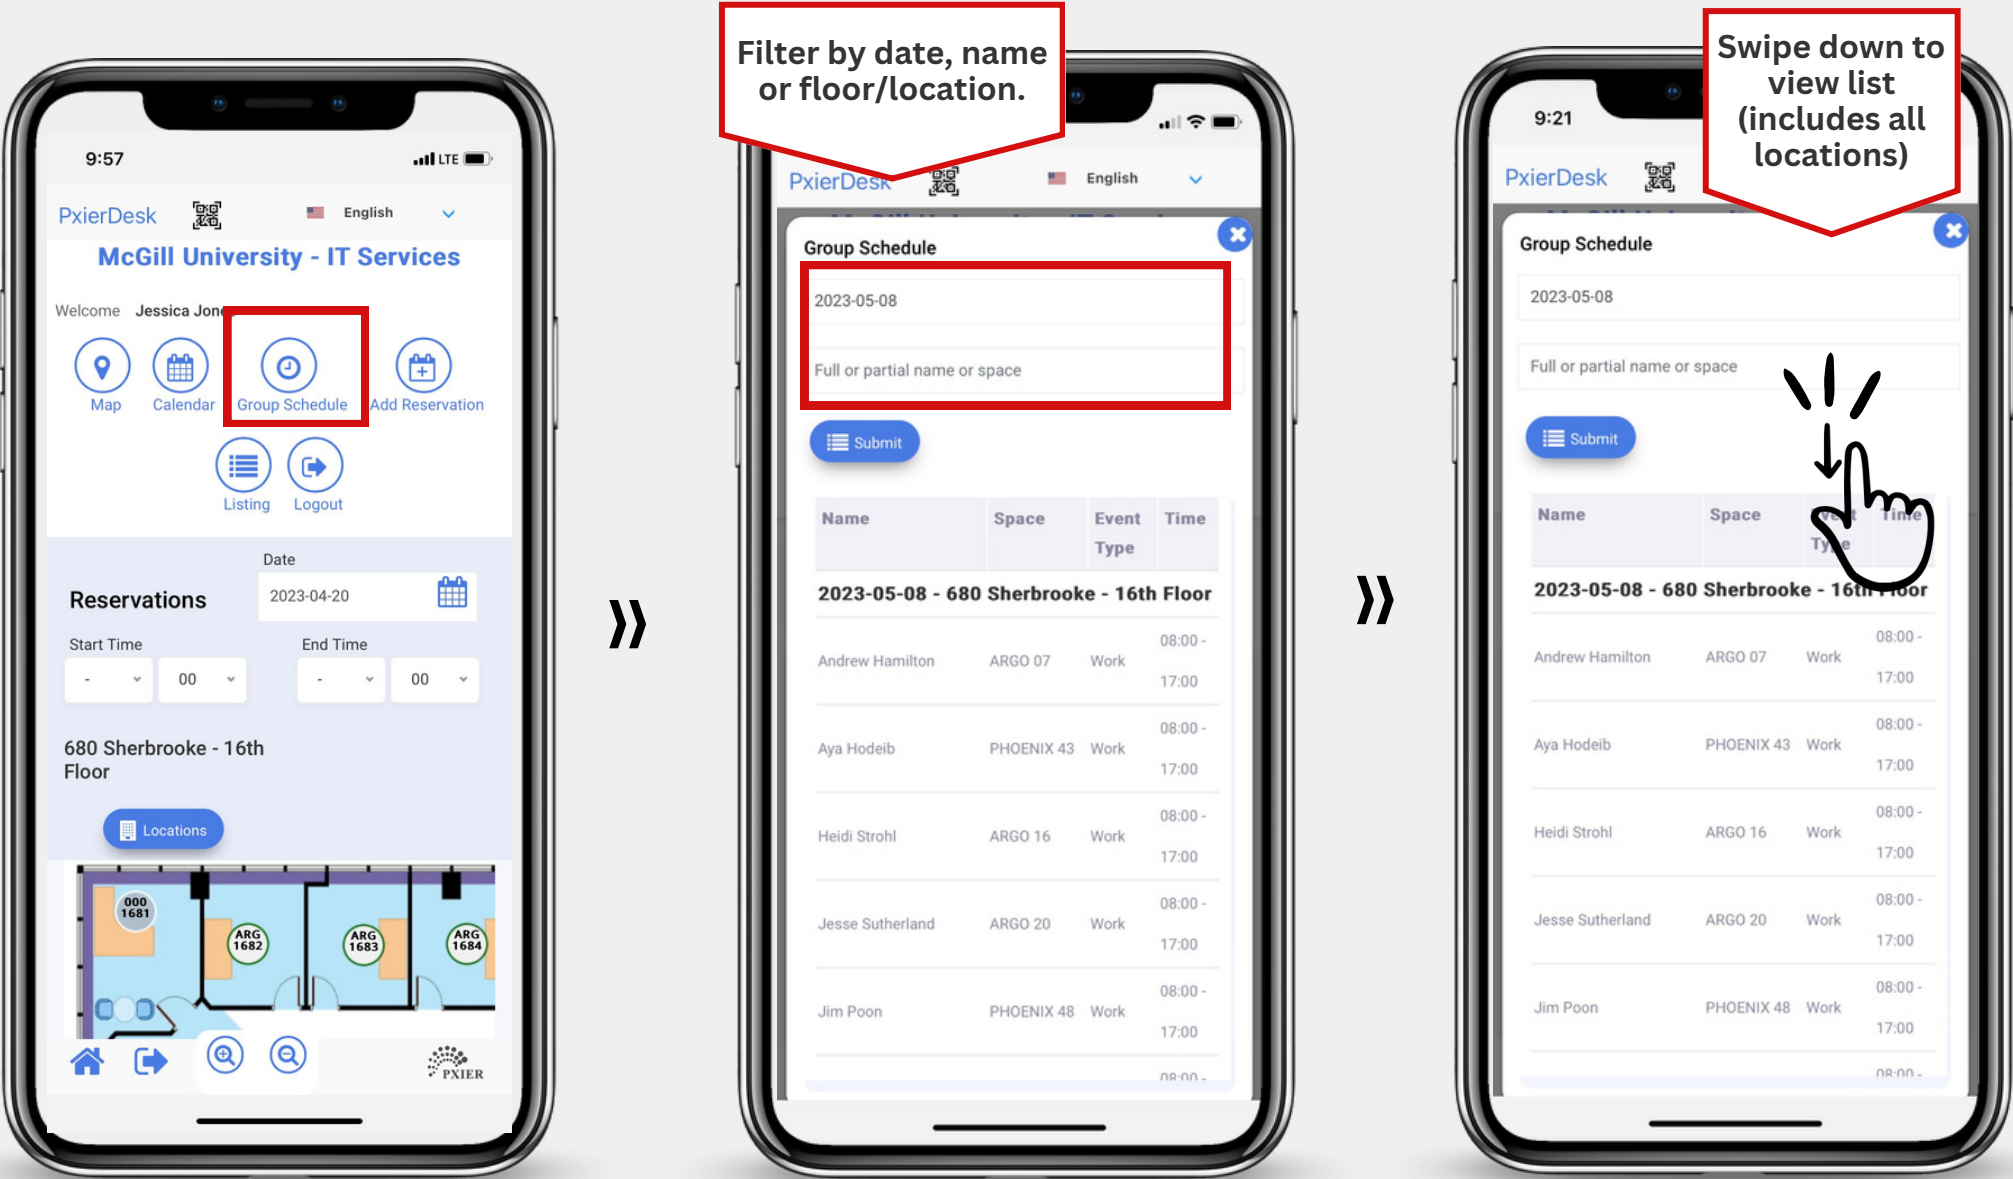 9:57
LTE
PxierDesk
English
McGill University - IT Services
Welcome Jessica Jone
Map
Calendar
Group Schedule
Add Reservation
Listing
Logout
Date
Reservations
2023-04-20
Start Time
End Time
- 00
- 00
680 Sherbrooke - 16th
Floor
Locations
000
1681
ARG
1682
ARG
1683
ARG
1684
PXIER
Filter by date, name
or floor/location.
PxierDesk
English
Group Schedule
2023-05-08
Full or partial name or space
Submit
Name Space Event Type Time
2023-05-08 - 680 Sherbrooke - 16th Floor
Andrew Hamilton ARGO 07 Work 08:00 - 17:00
Aya Hodeib PHOENIX 43 Work 08:00 - 17:00
Heidi Strohl ARGO 16 Work 08:00 - 17:00
Jesse Sutherland ARGO 20 Work 08:00 - 17:00
Jim Poon PHOENIX 48 Work 08:00 - 17:00
08:00 -
Swipe down to
view list
(includes all
locations)
9:21
PxierDesk
Group Schedule
2023-05-08
Full or partial name or space
Submit
Name Space Event Type Time
2023-05-08 - 680 Sherbrooke - 16th Floor
Andrew Hamilton ARGO 07 Work 08:00 - 17:00
Aya Hodeib PHOENIX 43 Work 08:00 - 17:00
Heidi Strohl ARGO 16 Work 08:00 - 17:00
Jesse Sutherland ARGO 20 Work 08:00 - 17:00
Jim Poon PHOENIX 48 Work 08:00 - 17:00
08:00 -